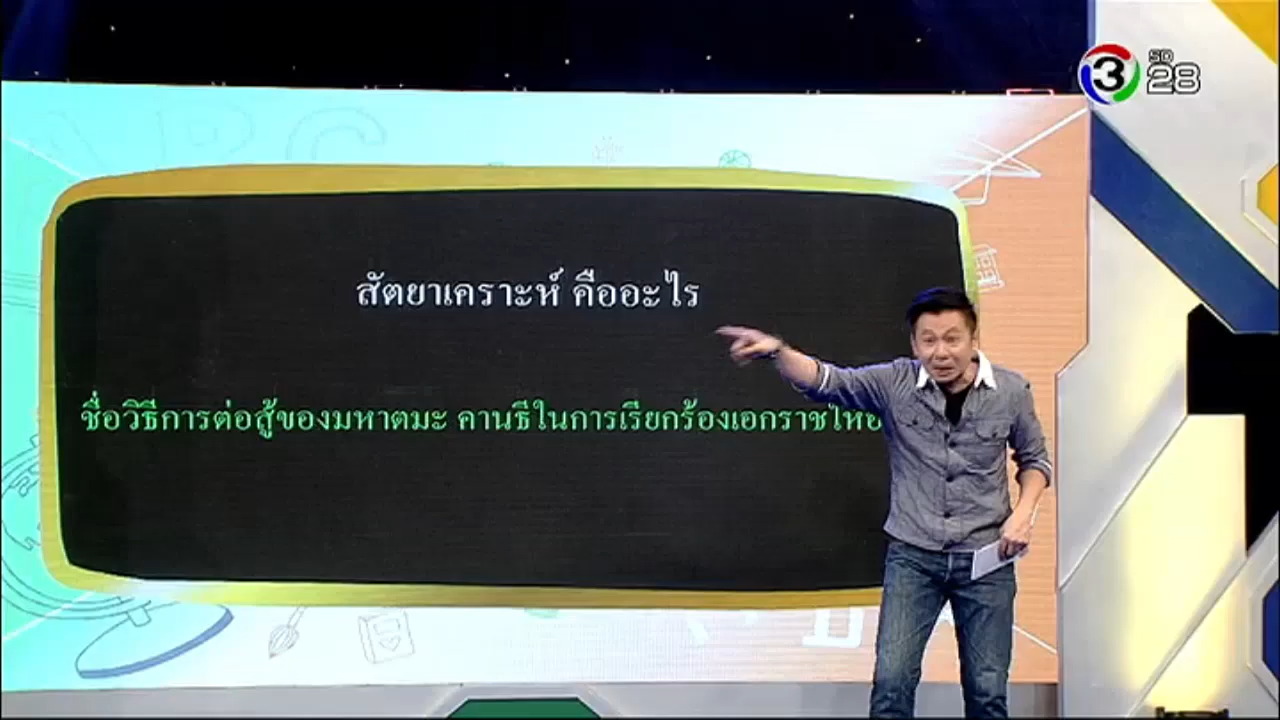 3 SD
28
ABC
สัตยาเคราะห์ คืออะไร
ชื่อวิธีการต่อสู้ของมหาตมะ คานธีในการเรียกร้องเอกราชให้